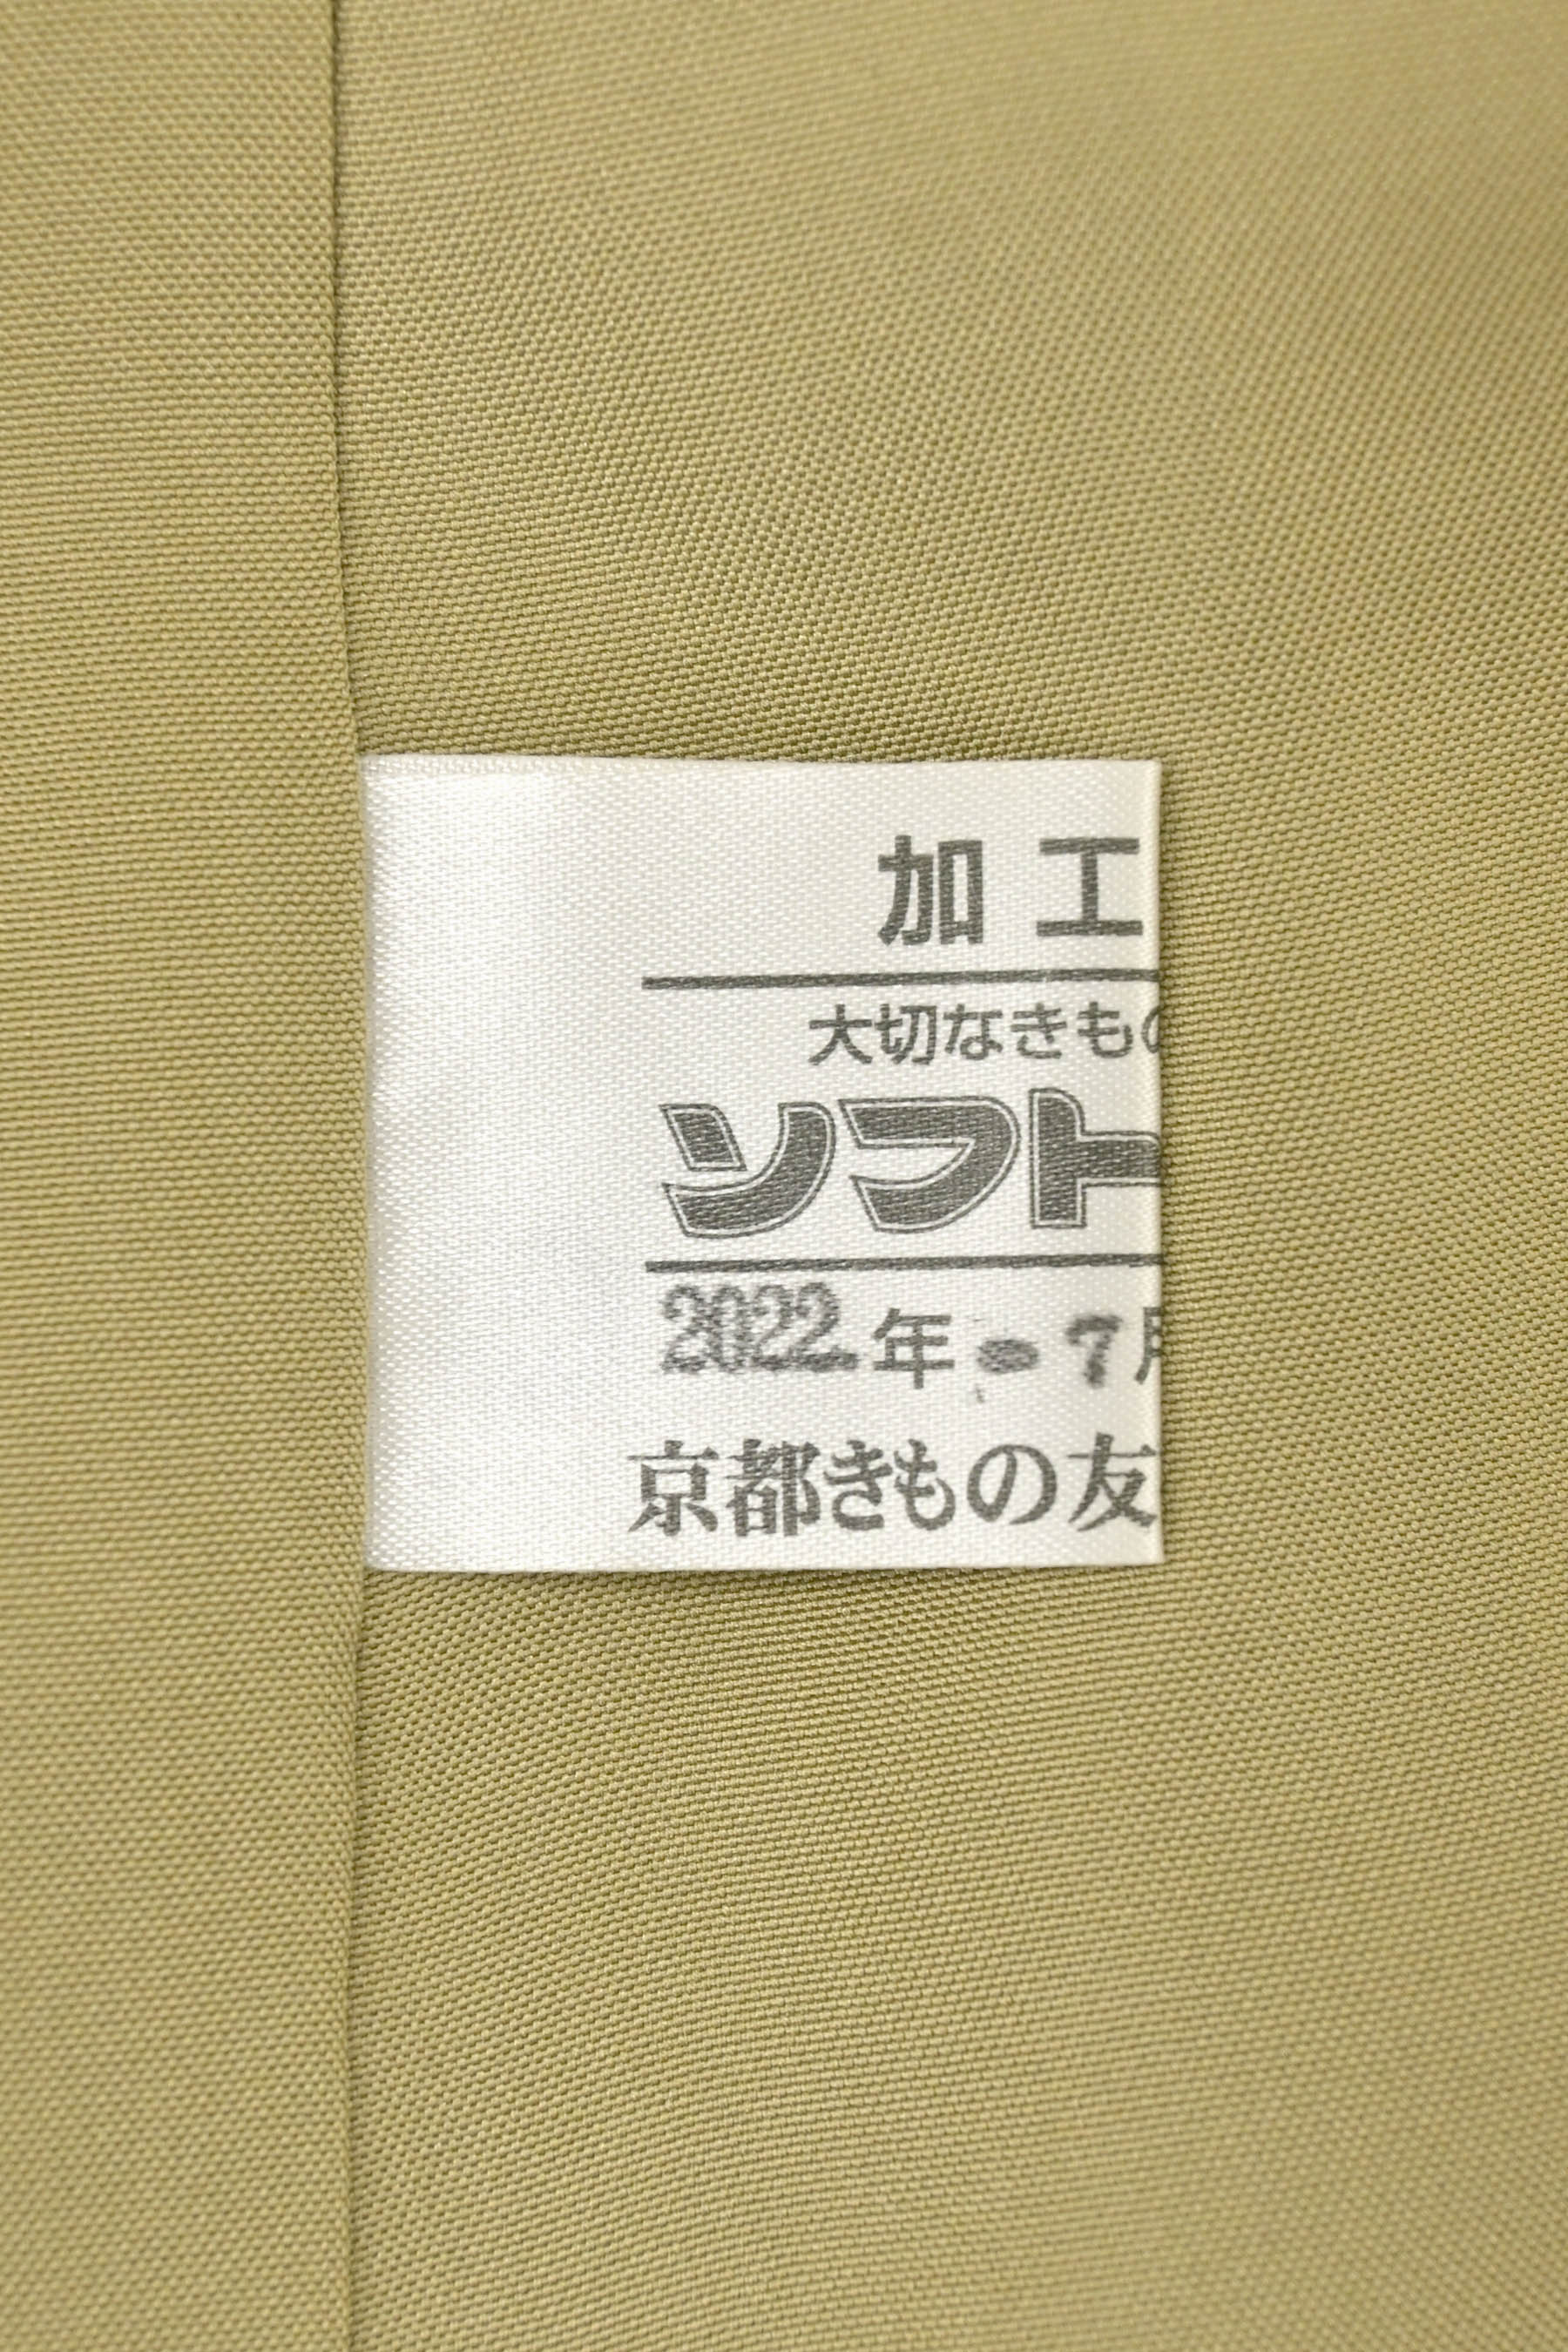 加工
大切なきもの
ソフト
2022年 7月
京都きもの友